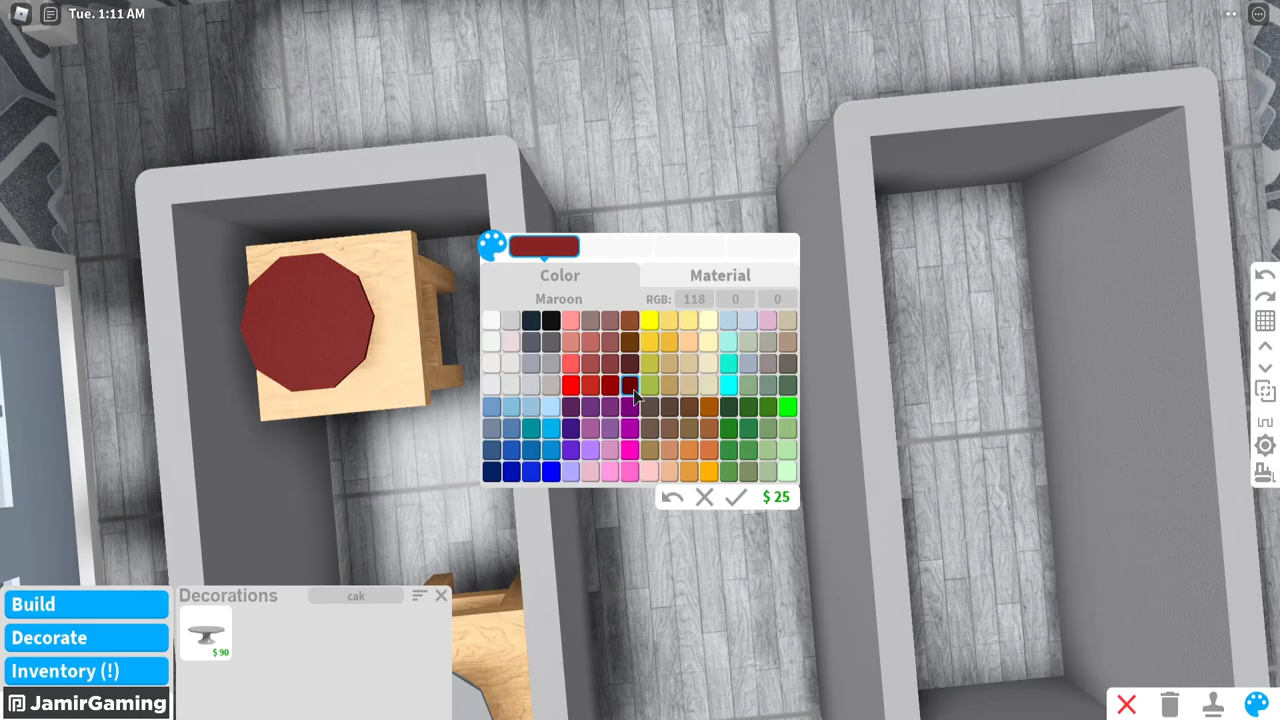 Tue. 1:11 AM
Color
Material
Maroon
RGB: 118 0 0
$ 25
Build
Decorate
Inventory (!)
JamirGaming
Decorations
cak
$ 90